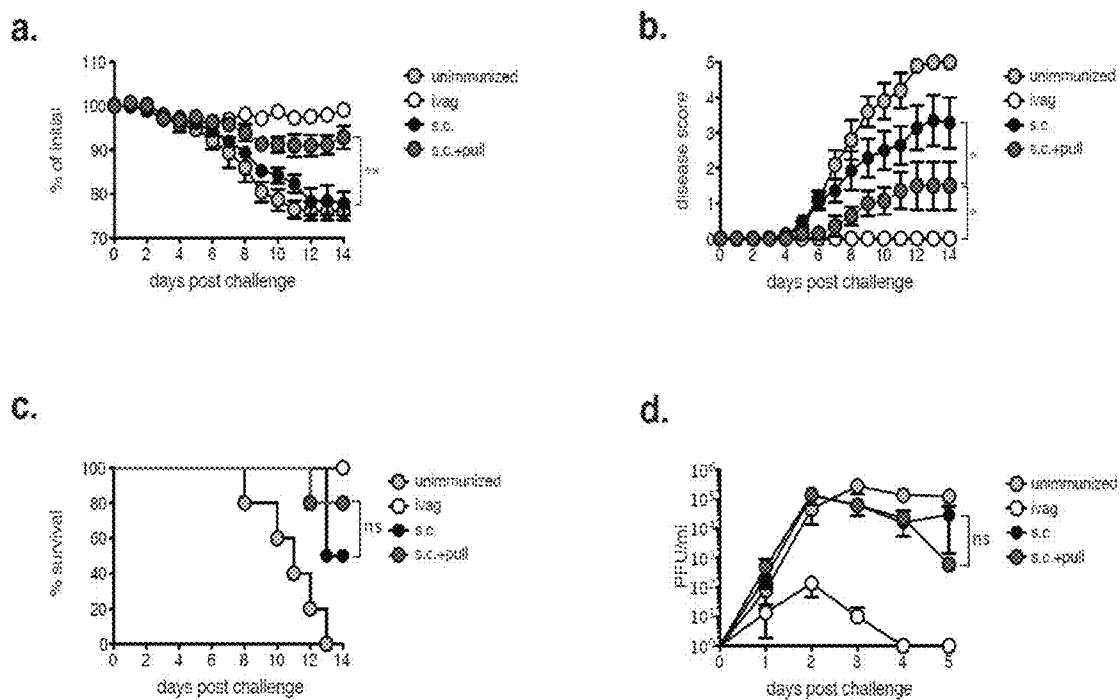 a.
110
100
90
80
70
% of initial
0 2 4 6 8 10 12 14
days post challenge
unimmunized
ivag
s.c.
s.c.+pull
b.
5
4
3
2
1
0
disease score
*
*
0 2 4 6 8 10 12 14
days post challenge
unimmunized
ivag
s.c.
s.c.+pull
c.
100
80
60
40
20
0
% survival
ns
0 2 4 6 8 10 12 14
days post challenge
unimmunized
ivag
s.c.
s.c.+pull
d.
PFU/ml
ns
0 1 2 3 4 5
days post challenge
unimmunized
ivag
s.c.
s.c.+pull